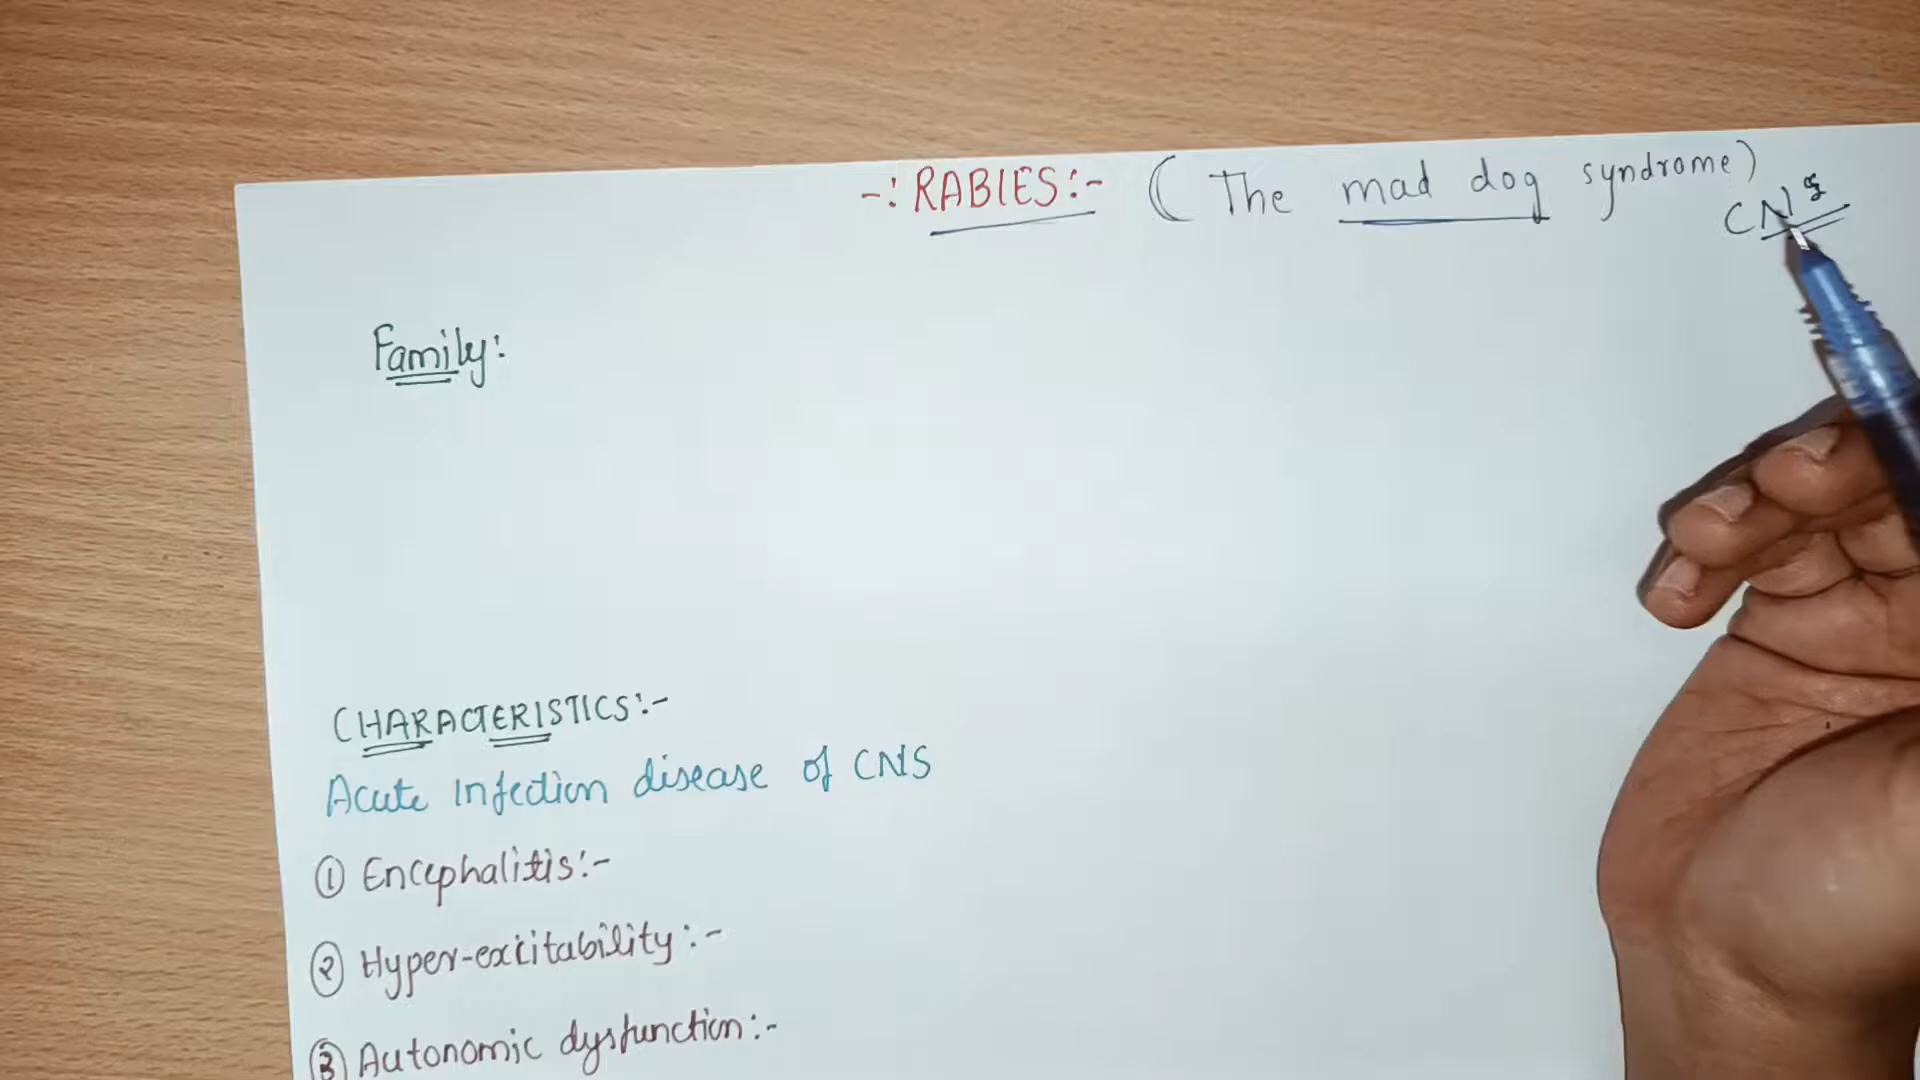 -: RABIES:- (The mad dog syndrome)
CNS
Family:
CHARACTERISTICS:-
Acute Infection disease of CNS
① Encephalitis:-
② Hyper-excitability:-
③ Autonomic dysfunction:-